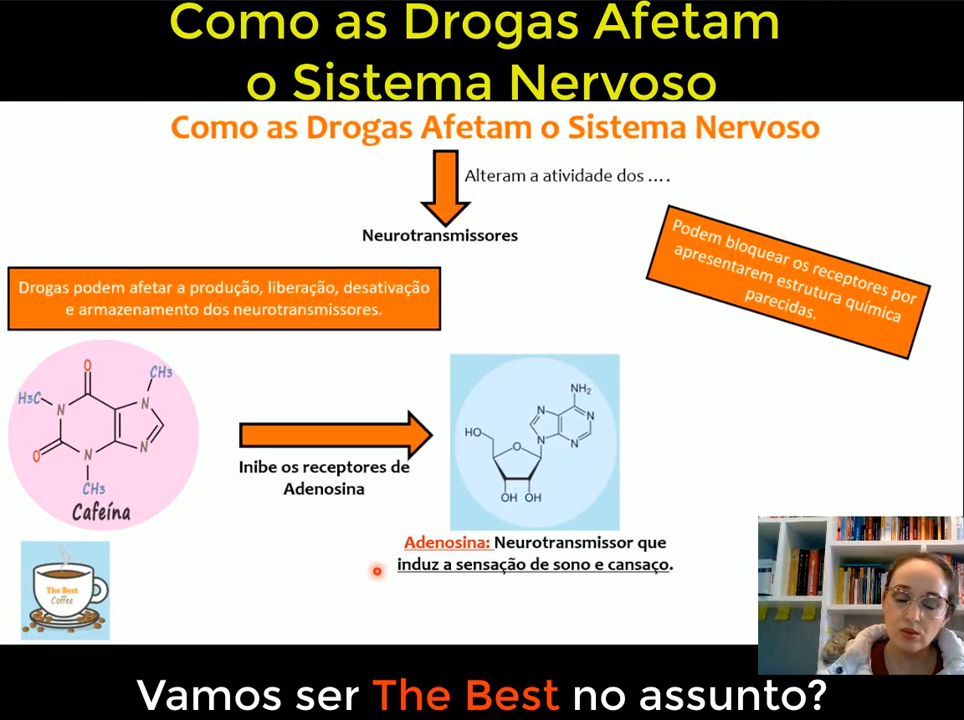 Como as Drogas Afetam
o Sistema Nervoso
Como as Drogas Afetam o Sistema Nervoso
Alteram a atividade dos ....
Neurotransmissores
Podem bloquear os receptores por
apresentarem estrutura química
parecidas.
Drogas podem afetar a produção, liberação, desativação
e armazenamento dos neurotransmissores.
O
CH3
H3C
N
N
O
N
N
CH3
Cafeína
Inibe os receptores de
Adenosina
NH₂
N
N
N
N
HO
O
OH OH
Adenosina: Neurotransmissor que
induz a sensação de sono e cansaço.
The Best
Coffee
Vamos ser The Best no assunto?